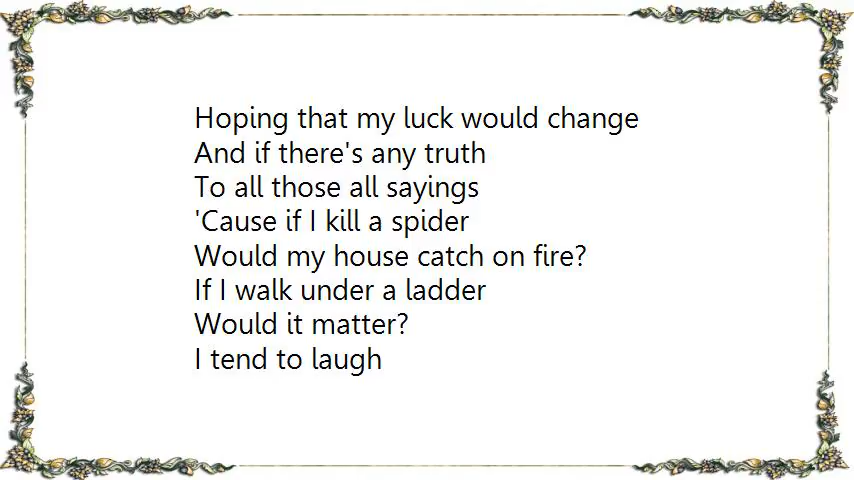 Hoping that my luck would change
And if there's any truth
To all those all sayings
'Cause if I kill a spider
Would my house catch on fire?
If I walk under a ladder
Would it matter?
I tend to laugh